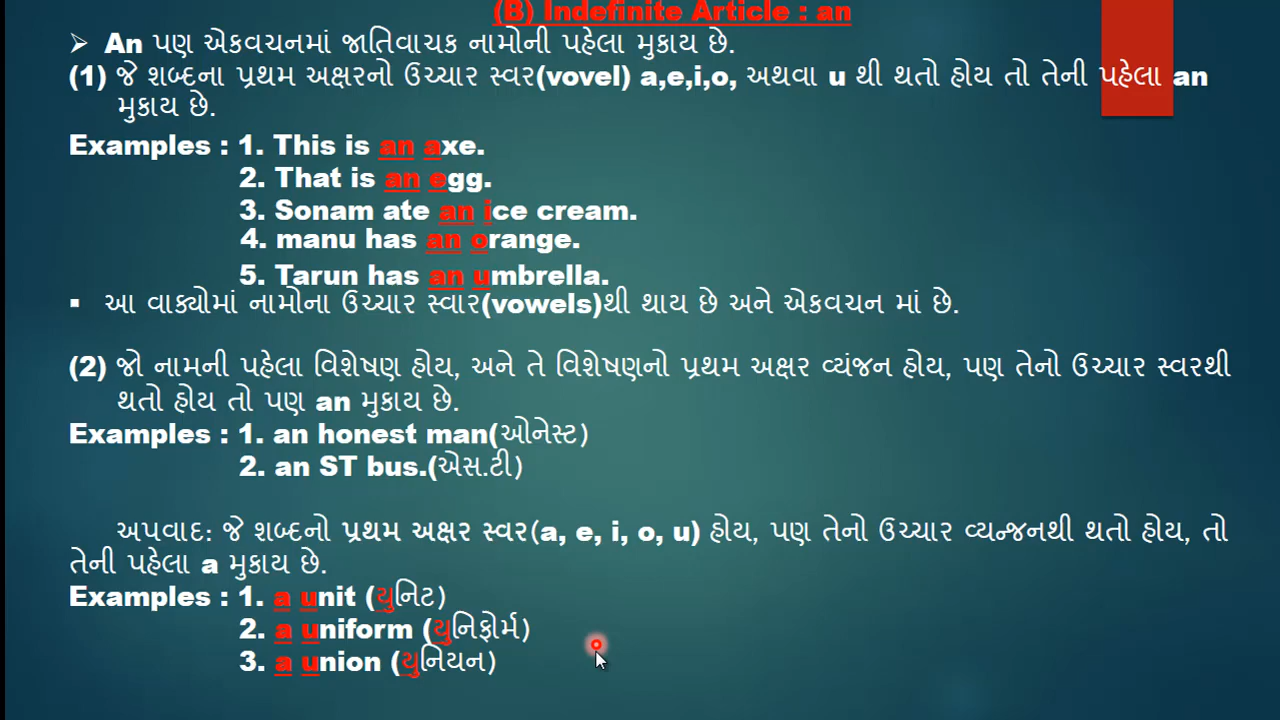 (B) Indefinite Article : an
➢ An પણ એકવચનમાં જાતિવાચક નામોની પહેલા મુકાય છે.
(1) જે શબ્દના પ્રથમ અક્ષરનો ઉચ્ચાર સ્વર(vovel) a,e,i,o, અથવા u થી થતો હોય તો તેની પહેલા an
મુકાય છે.
Examples : 1. This is an axe.
2. That is an egg.
3. Sonam ate an ice cream.
4. manu has an orange.
5. Tarun has an umbrella.
▪ આ વાક્યોમાં નામોના ઉચ્ચાર સ્વાર(vowels)થી થાય છે અને એકવચન માં છે.
(2) જો નામની પહેલા વિશેષણ હોય, અને તે વિશેષણનો પ્રથમ અક્ષર વ્યંજન હોય, પણ તેનો ઉચ્ચાર સ્વરથી
થતો હોય તો પણ an મુકાય છે.
Examples : 1. an honest man(ઓનેસ્ટ)
2. an ST bus.(એસ.ટી)
અપવાદ: જે શબ્દનો પ્રથમ અક્ષર સ્વર(a, e, i, o, u) હોય, પણ તેનો ઉચ્ચાર વ્યન્જનથી થતો હોય, તો
તેની પહેલા a મુકાય છે.
Examples : 1. a unit (યુનિટ)
2. a uniform (યુનિફોર્મ)
3. a union (યુનિયન)